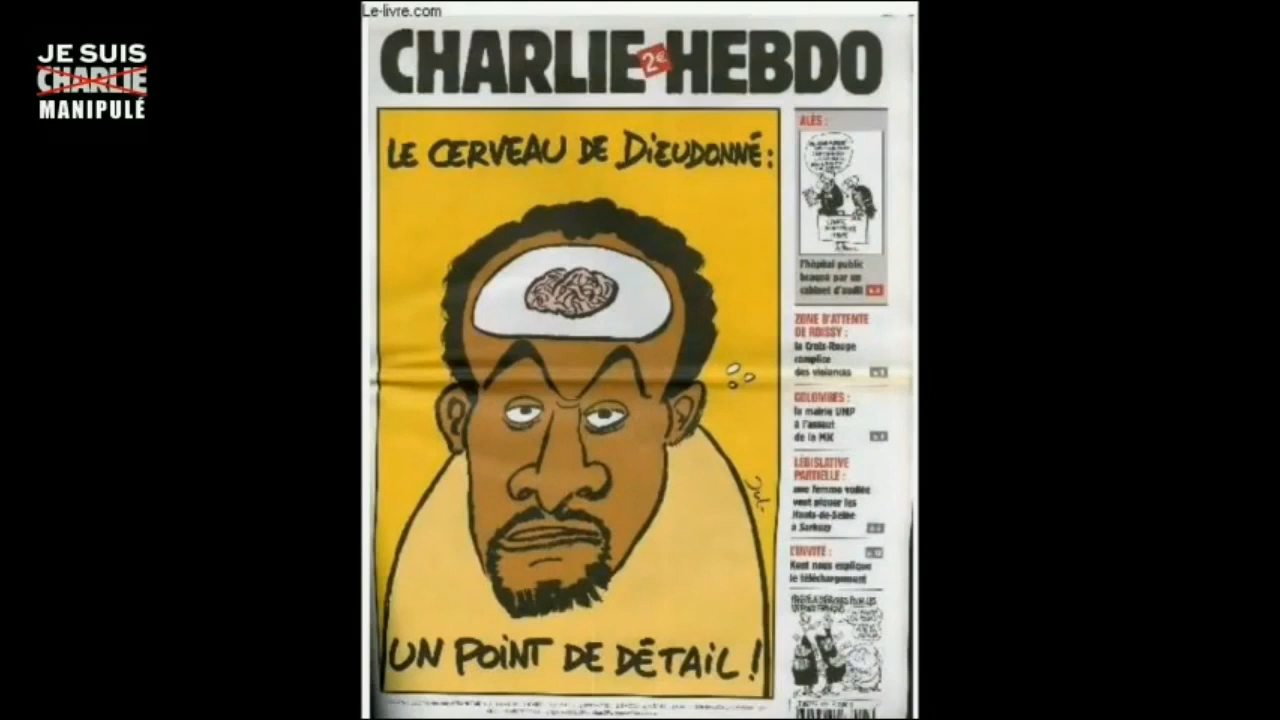 Le-livre.com
JE SUIS
CHARLIE
MANIPULÉ
CHARLIE HEBDO
2€
LE CERVEAU DE DIEUDONNÉ:
UN POINT DE DÉTAIL!
ALÈS :
l'hôpital public
braqué par un
cabinet d'audit
ZONE D'ATTENTE
DE ROISSY :
la Croix-Rouge
complice
des violences
COLOMBES :
la mairie UMP
à l'assaut
de la MJC
LÉGISLATIVE
PARTIELLE :
une femme voilée
veut piquer les
Hauts-de-Seine
à Sarkozy
L'INVITÉ :
Kent nous explique
le téléchargement